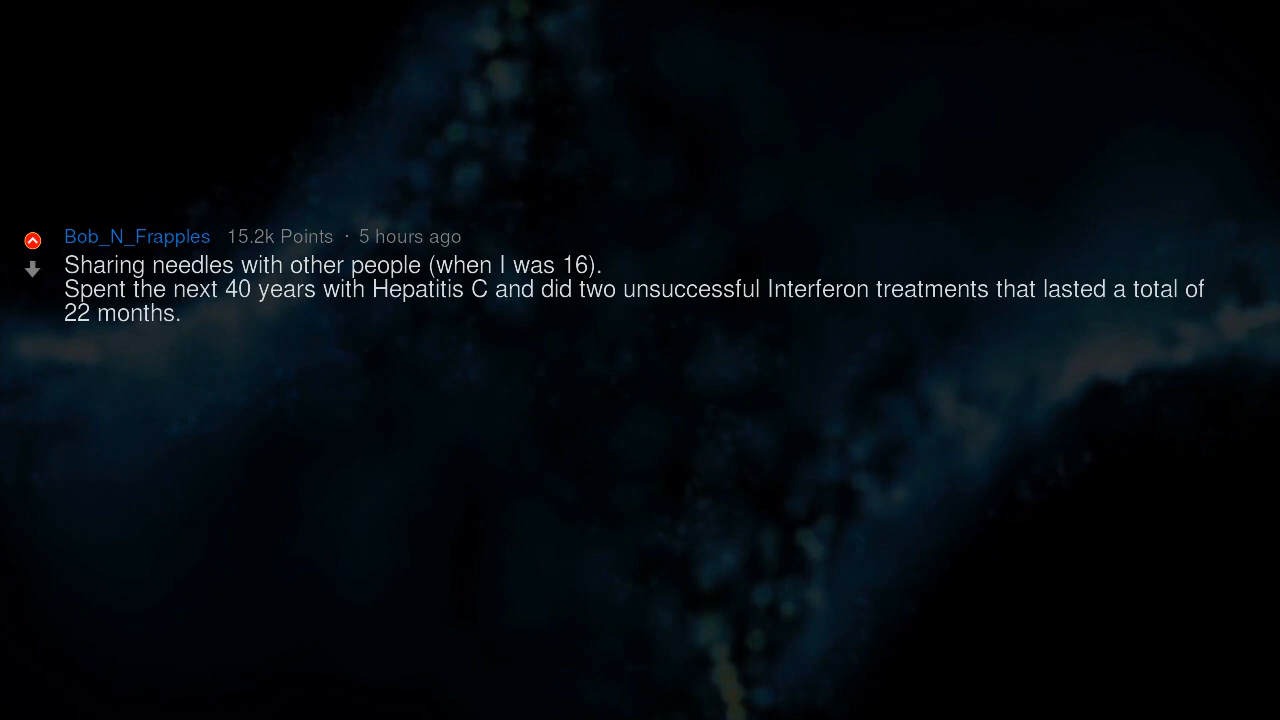 Bob_N_Frapples 15.2k Points · 5 hours ago
Sharing needles with other people (when I was 16).
Spent the next 40 years with Hepatitis C and did two unsuccessful Interferon treatments that lasted a total of
22 months.